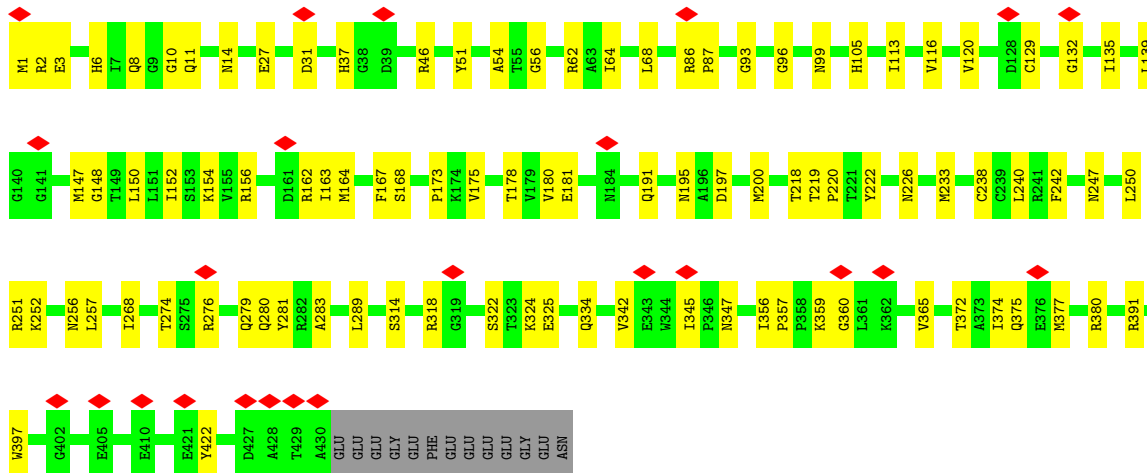 M1 R2 E3 H6 I7 Q8 G9 G10 Q11 N14 E27 D31 H37 G38 D39 R46 Y51 A54 T55 G56 R62 A63 I64 L68 R86 P87 G93 G96 N99 H105 I113 V116 V120 D128 C129 G132 I135 L139
G140 G141 M147 G148 T149 L150 L151 I152 S153 K154 V155 R156 D161 R162 I163 M164 F167 S168 P173 K174 V175 T178 V179 V180 E181 N184 Q191 N195 A196 D197 M200 T218 T219 P220 T221 Y222 N226 M233 C238 C239 L240 R241 F242 N247 L250
R251 K252 N256 L257 I268 T274 S275 R276 Q279 Q280 Y281 R282 A283 L289 S314 R318 G319 S322 T323 K324 E325 Q334 V342 E343 W344 I345 P346 N347 I356 P357 P358 K359 G360 L361 K362 V365 T372 A373 I374 Q375 E376 M377 R380 R391
W397 G402 E405 E410 E421 Y422 D427 A428 T429 A430 GLU GLU GLU GLY GLU PHE GLU GLU GLU GLU GLY GLU ASN